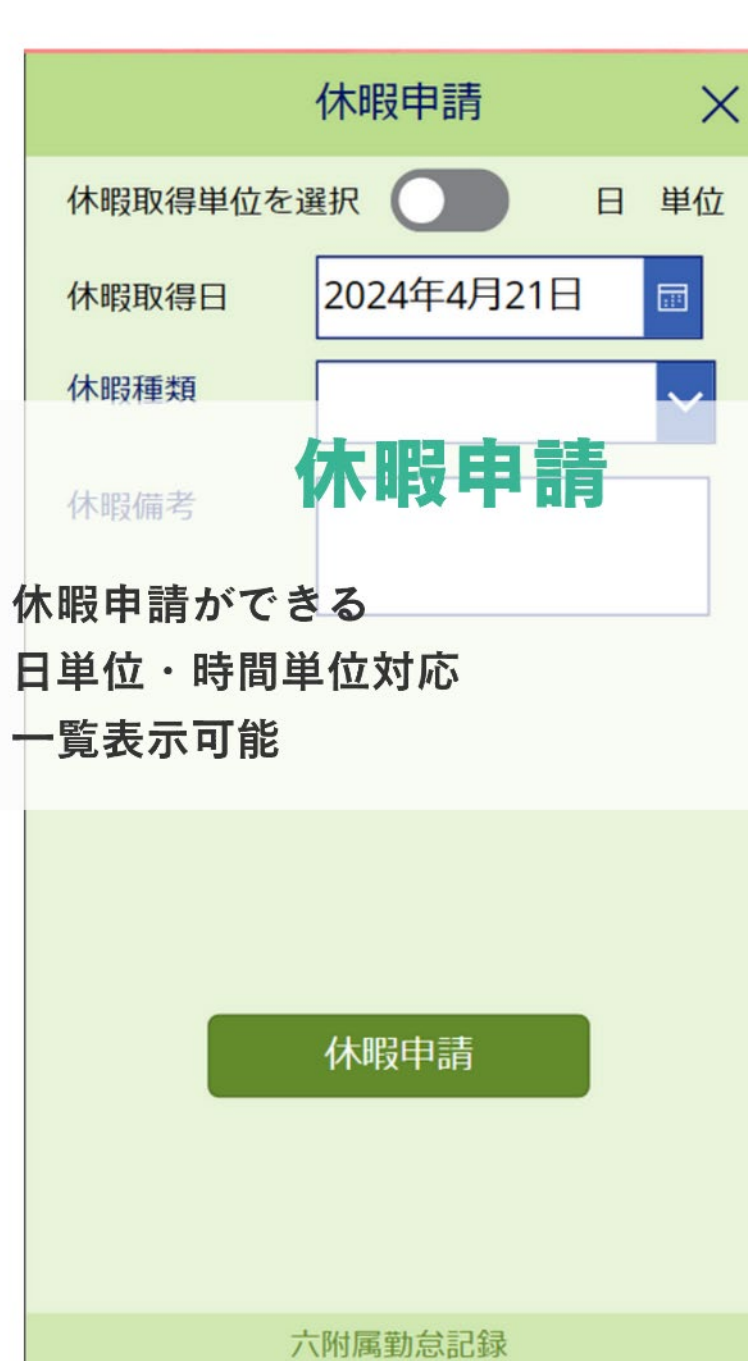 休暇申請
休暇取得単位を選択 日 単位
休暇取得日 2024年4月21日
休暇種類
休暇申請
休暇備考
休暇申請ができる
日単位・時間単位対応
一覧表示可能
休暇申請
六附属勤怠記録